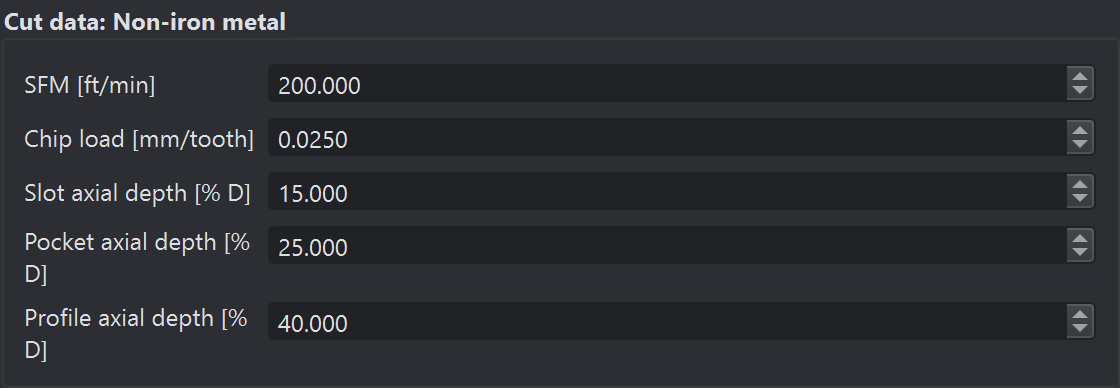 Cut data: Non-iron metal
SFM [ft/min] 200.000
Chip load [mm/tooth] 0.0250
Slot axial depth [% D] 15.000
Pocket axial depth [%
D] 25.000
Profile axial depth [%
D] 40.000